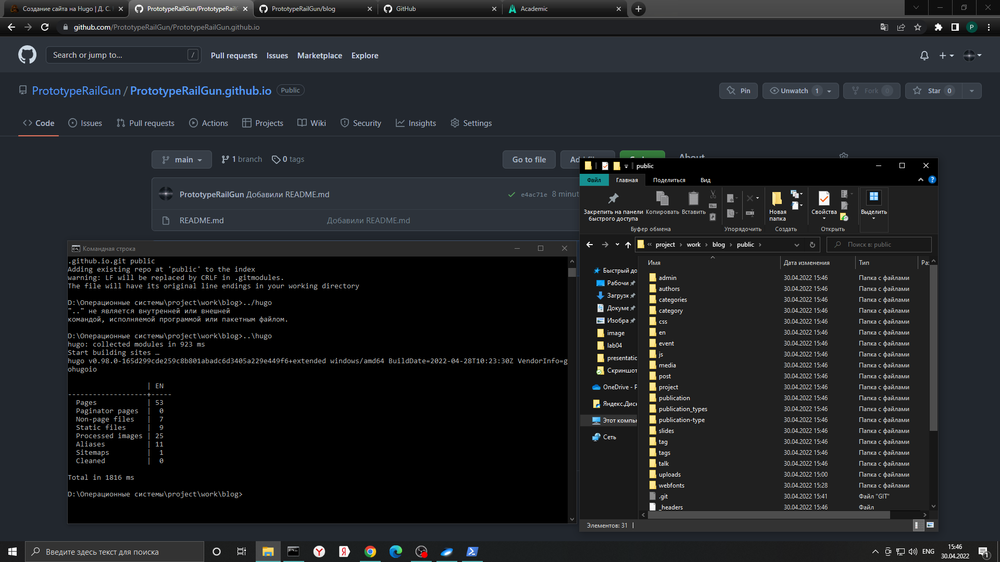 Создание сайта на Hugo | Д. С.
PrototypeRailGun/PrototypeRail
PrototypeRailGun/blog
GitHub
Academic
github.com/PrototypeRailGun/PrototypeRailGun.github.io
P
Search or jump to...
/
Pull requests
Issues
Marketplace
Explore
PrototypeRailGun / PrototypeRailGun.github.io
Public
Pin
Unwatch 1
Fork 0
Star 0
Code
Issues
Pull requests
Actions
Projects
Wiki
Security
Insights
Settings
main
1 branch
0 tags
Go to file
About
PrototypeRailGun Добавили README.md
e4ac71e 8 minut
README.md
Добавили README.md
Командная строка
.github.io.git public
Adding existing repo at 'public' to the index
warning: LF will be replaced by CRLF in .gitmodules.
The file will have its original line endings in your working directory
D:\Операционные системы\project\work\blog>../hugo
".." не является внутренней или внешней
командой, исполняемой программой или пакетным файлом.
D:\Операционные системы\project\work\blog>..\hugo
hugo: collected modules in 923 ms
Start building sites …
hugo v0.98.0-165d299cde259c8b801abadc6d3405a229e449f6+extended windows/amd64 BuildDate=2022-04-28T10:23:30Z VendorInfo=g
ohugoio
| EN
-------------------+-----
Pages | 53
Paginator pages | 0
Non-page files | 7
Static files | 9
Processed images | 25
Aliases | 11
Sitemaps | 1
Cleaned | 0
Total in 1816 ms
D:\Операционные системы\project\work\blog>
public
Файл
Главная
Поделиться
Вид
Закрепить на панели
быстрого доступа
Копировать
Вставить
Новая
папка
Свойства
Выделить
Буфер обмена
Упорядочить
Создать
Открыть
« project › work › blog › public ›
Поиск в: public
Имя
Дата изменения
Тип
Раз
Быстрый до
Рабочи
Загрузк
Докуме
Изобра
image
lab04
presentatic
Скриншот
OneDrive - P
Яндекс.Диск
Этот компью
Сеть
admin 30.04.2022 15:46 Папка с файлами
authors 30.04.2022 15:46 Папка с файлами
categories 30.04.2022 15:46 Папка с файлами
category 30.04.2022 15:46 Папка с файлами
css 30.04.2022 15:46 Папка с файлами
en 30.04.2022 15:46 Папка с файлами
event 30.04.2022 15:46 Папка с файлами
js 30.04.2022 15:46 Папка с файлами
media 30.04.2022 15:46 Папка с файлами
post 30.04.2022 15:46 Папка с файлами
project 30.04.2022 15:46 Папка с файлами
publication 30.04.2022 15:46 Папка с файлами
publication_types 30.04.2022 15:46 Папка с файлами
publication-type 30.04.2022 15:46 Папка с файлами
slides 30.04.2022 15:46 Папка с файлами
tag 30.04.2022 15:46 Папка с файлами
tags 30.04.2022 15:46 Папка с файлами
talk 30.04.2022 15:46 Папка с файлами
uploads 30.04.2022 15:00 Папка с файлами
webfonts 30.04.2022 15:28 Папка с файлами
.git 30.04.2022 15:41 Файл "GIT"
_headers 30.04.2022 15:46 Файл
Элементов: 31
Введите здесь текст для поиска
ENG
15:46
30.04.2022
1